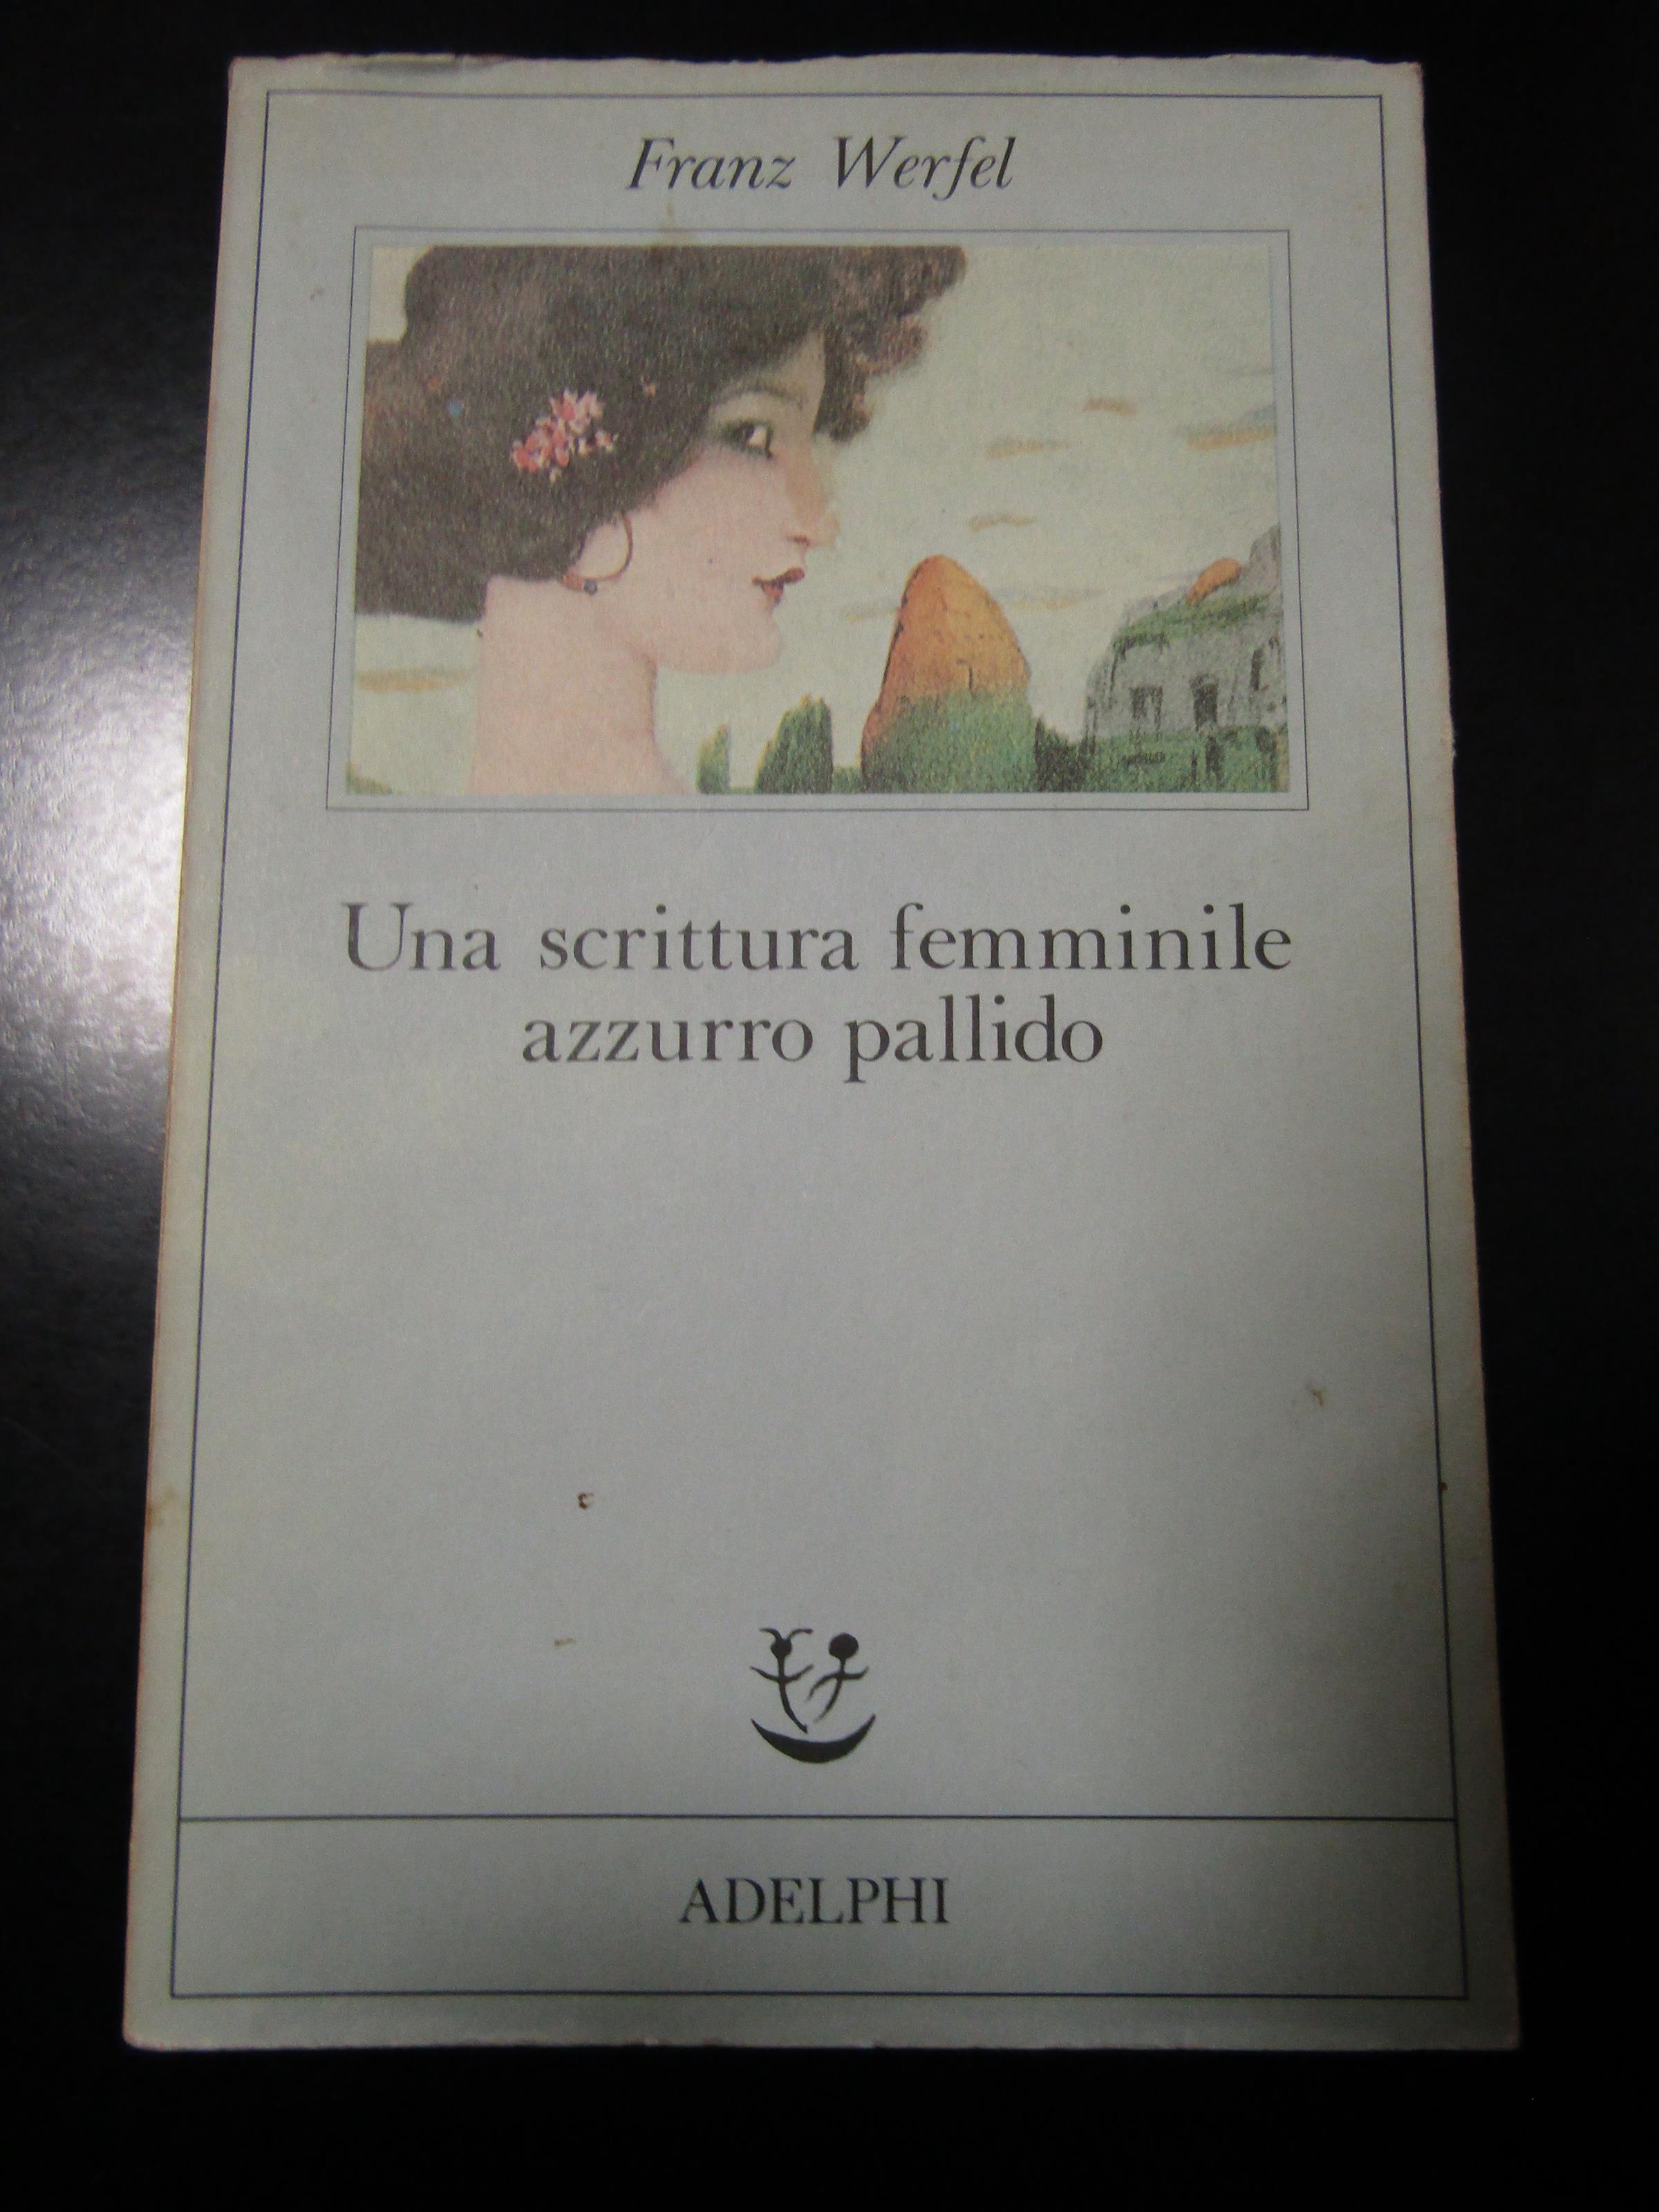 Franz Werfel
Una scrittura femminile
azzurro pallido
ADELPHI